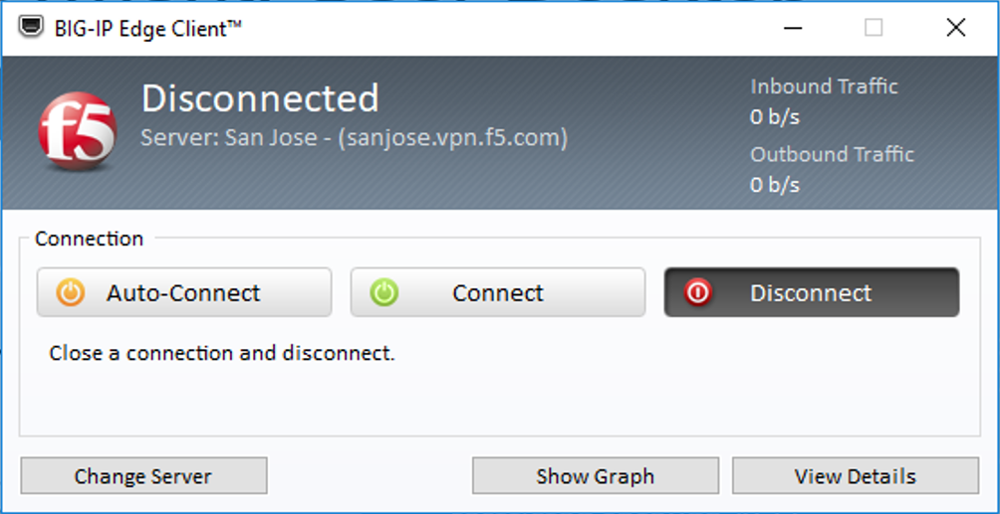 BIG-IP Edge Client™
f5
Disconnected
Server: San Jose - (sanjose.vpn.f5.com)
Inbound Traffic
0 b/s
Outbound Traffic
0 b/s
Connection
Auto-Connect
Connect
Disconnect
Close a connection and disconnect.
Change Server
Show Graph
View Details